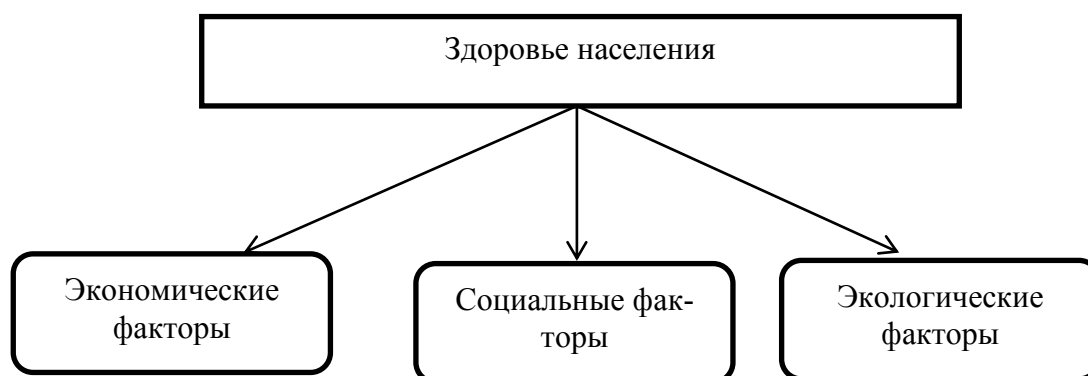 Здоровье населения
Экономические
факторы
Социальные фак-
торы
Экологические
факторы